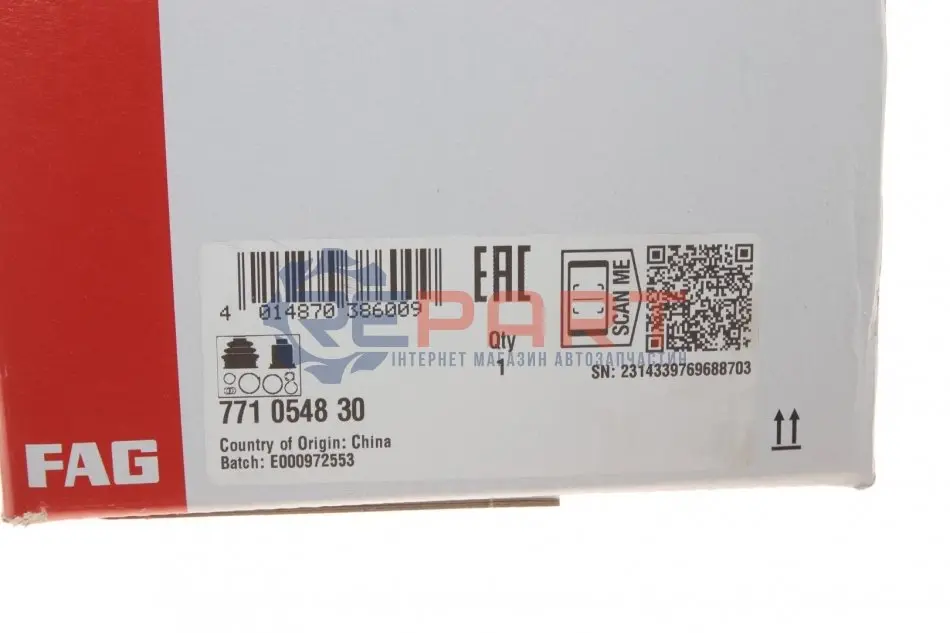 4 014870 386009
EAC
SCAN ME
REPART
ІНТЕРНЕТ МАГАЗИН АВТОЗАПЧАСТИН
Qty
1
SN: 2314339769688703
771 0548 30
Country of Origin: China
Batch: E000972553
FAG